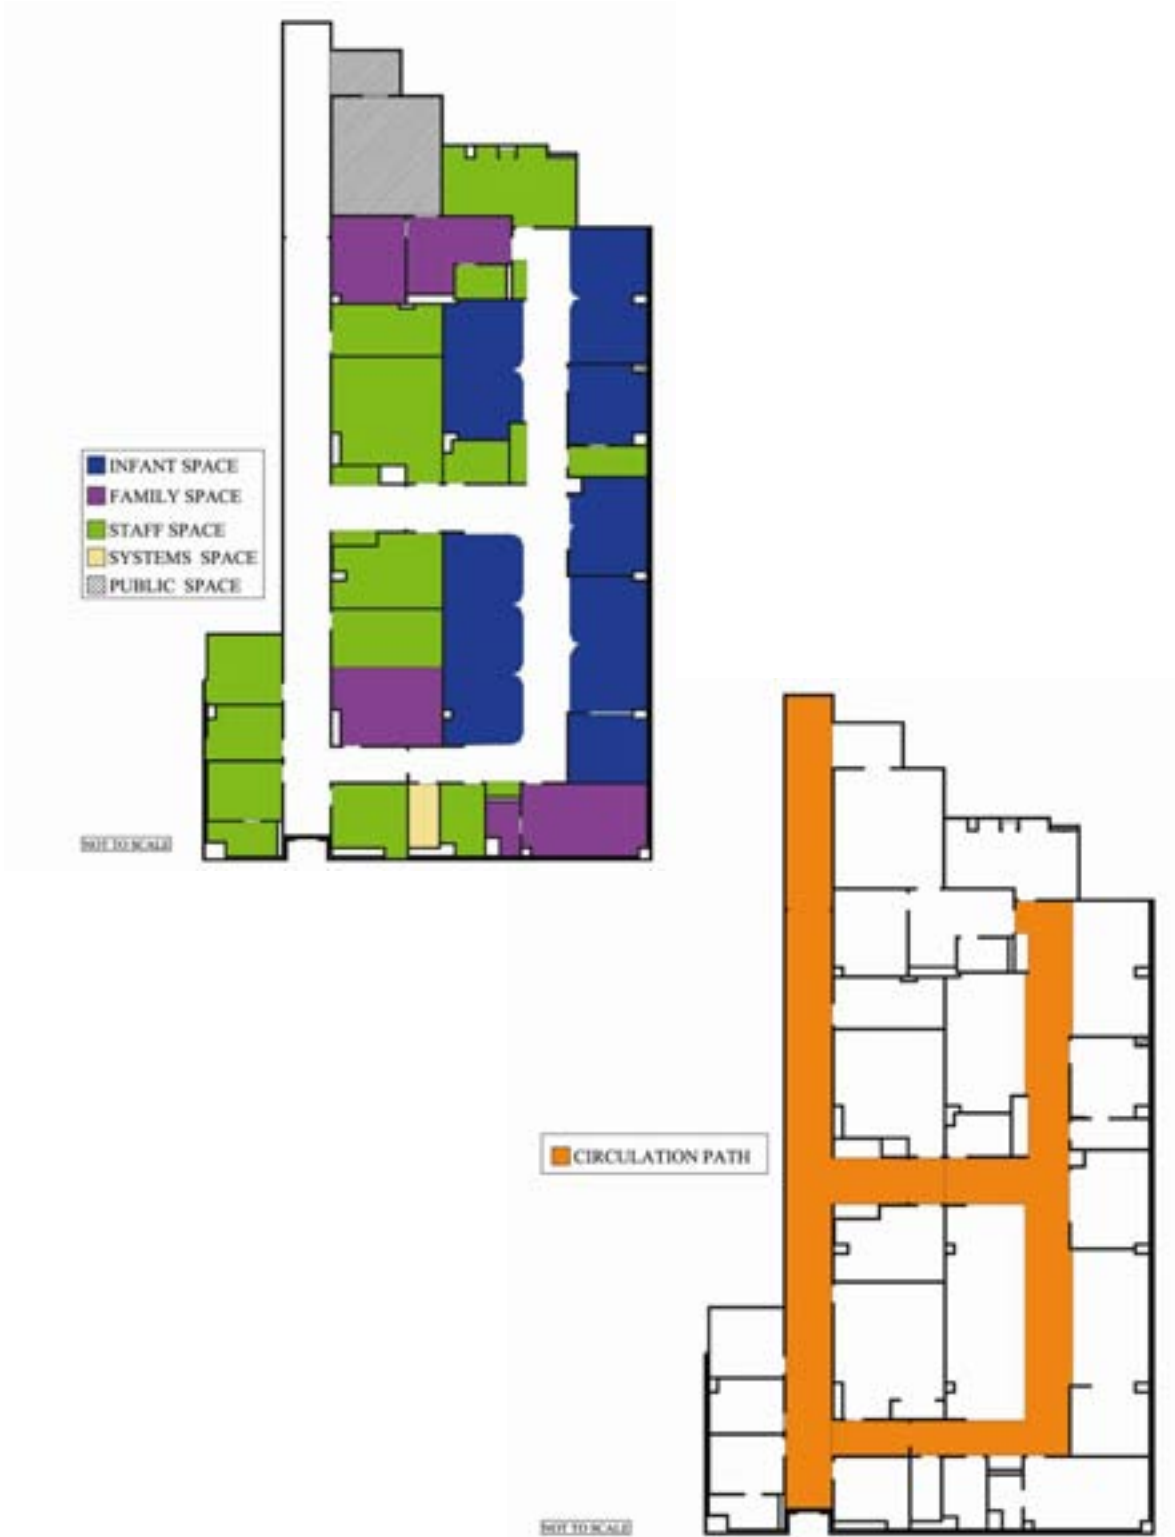 INFANT SPACE
FAMILY SPACE
STAFF SPACE
SYSTEMS SPACE
PUBLIC SPACE
NOT TO SCALE
CIRCULATION PATH
NOT TO SCALE